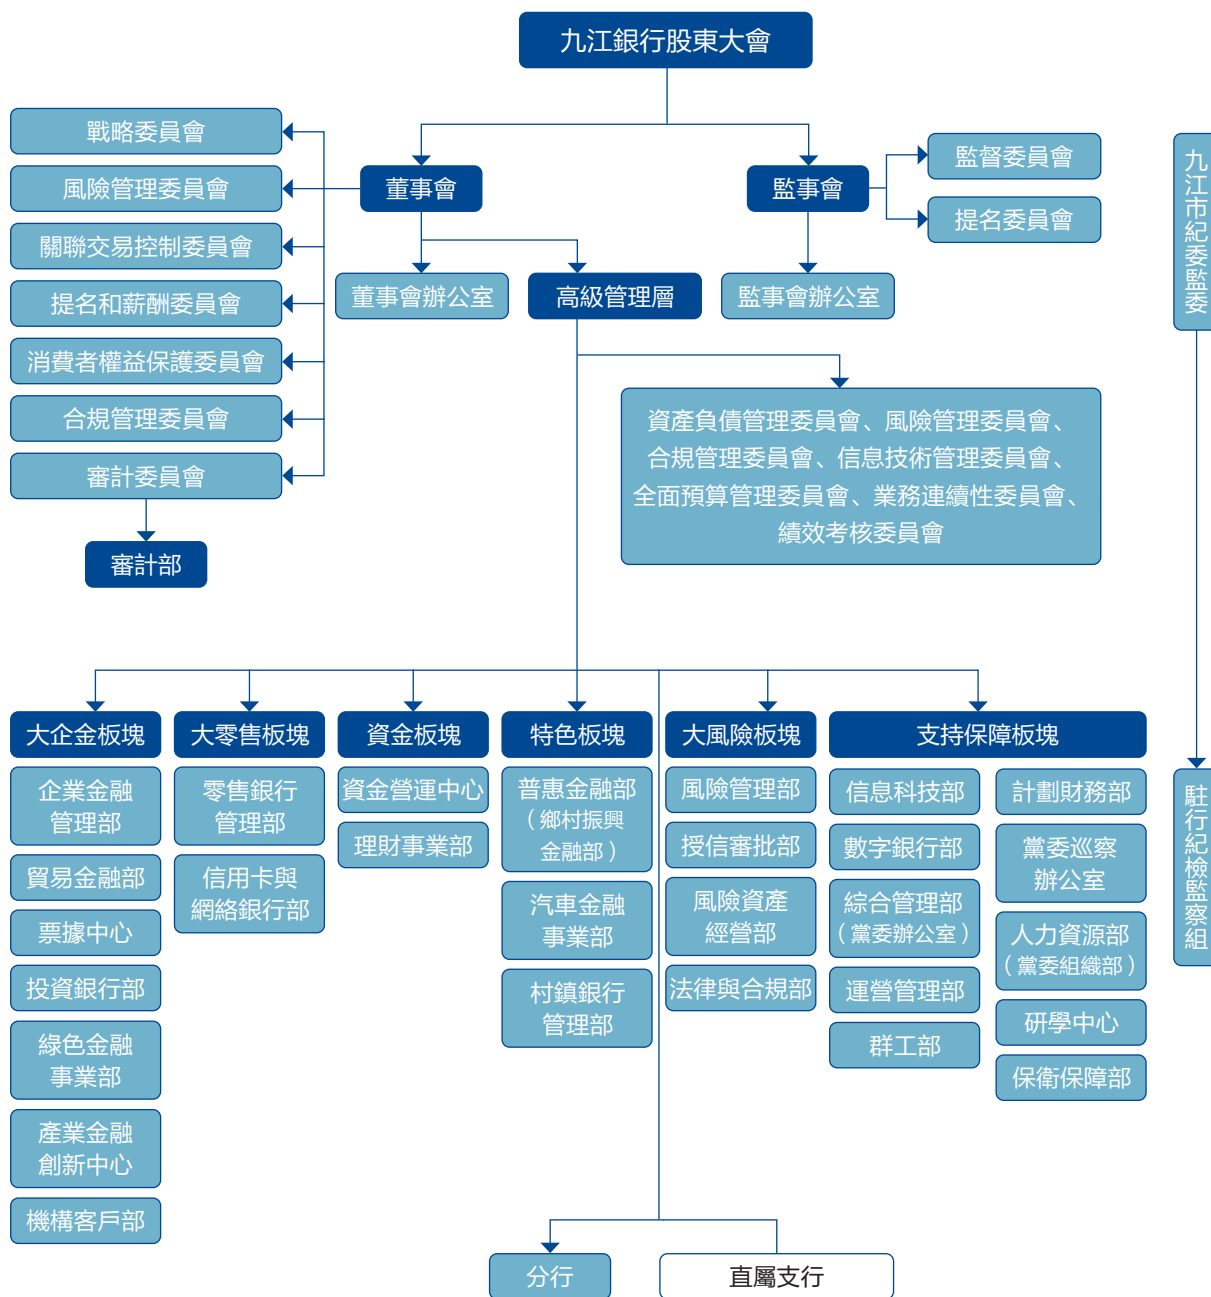 九江銀行股東大會
戰略委員會
風險管理委員會
關聯交易控制委員會
提名和薪酬委員會
消費者權益保護委員會
合規管理委員會
審計委員會
審計部
董事會
監事會
監督委員會
提名委員會
董事會辦公室
高級管理層
監事會辦公室
資產負債管理委員會、風險管理委員會、
合規管理委員會、信息技術管理委員會、
全面預算管理委員會、業務連續性委員會、
績效考核委員會
九江市紀委監委
駐行紀檢監察組
大企金板塊
企業金融
管理部
貿易金融部
票據中心
投資銀行部
綠色金融
事業部
產業金融
創新中心
機構客戶部
大零售板塊
零售銀行
管理部
信用卡與
網絡銀行部
資金板塊
資金營運中心
理財事業部
特色板塊
普惠金融部
（鄉村振興
金融部）
汽車金融
事業部
村鎮銀行
管理部
大風險板塊
風險管理部
授信審批部
風險資產
經營部
法律與合規部
支持保障板塊
信息科技部
數字銀行部
綜合管理部
（黨委辦公室）
運營管理部
群工部
計劃財務部
黨委巡察
辦公室
人力資源部
（黨委組織部）
研學中心
保衛保障部
分行
直屬支行